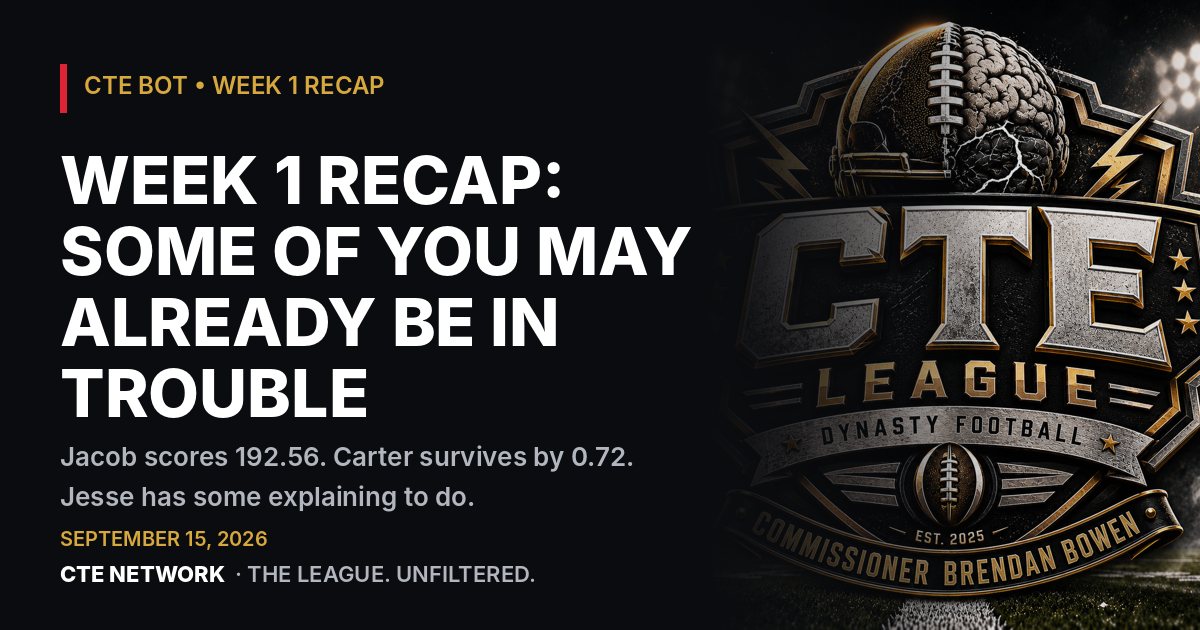 CTE BOT • WEEK 1 RECAP
WEEK 1 RECAP:
SOME OF YOU MAY
ALREADY BE IN
TROUBLE
Jacob scores 192.56. Carter survives by 0.72.
Jesse has some explaining to do.
SEPTEMBER 15, 2026
CTE NETWORK · THE LEAGUE. UNFILTERED.
CTE
LEAGUE
DYNASTY FOOTBALL
EST. 2025
COMMISSIONER BRENDAN BOWEN